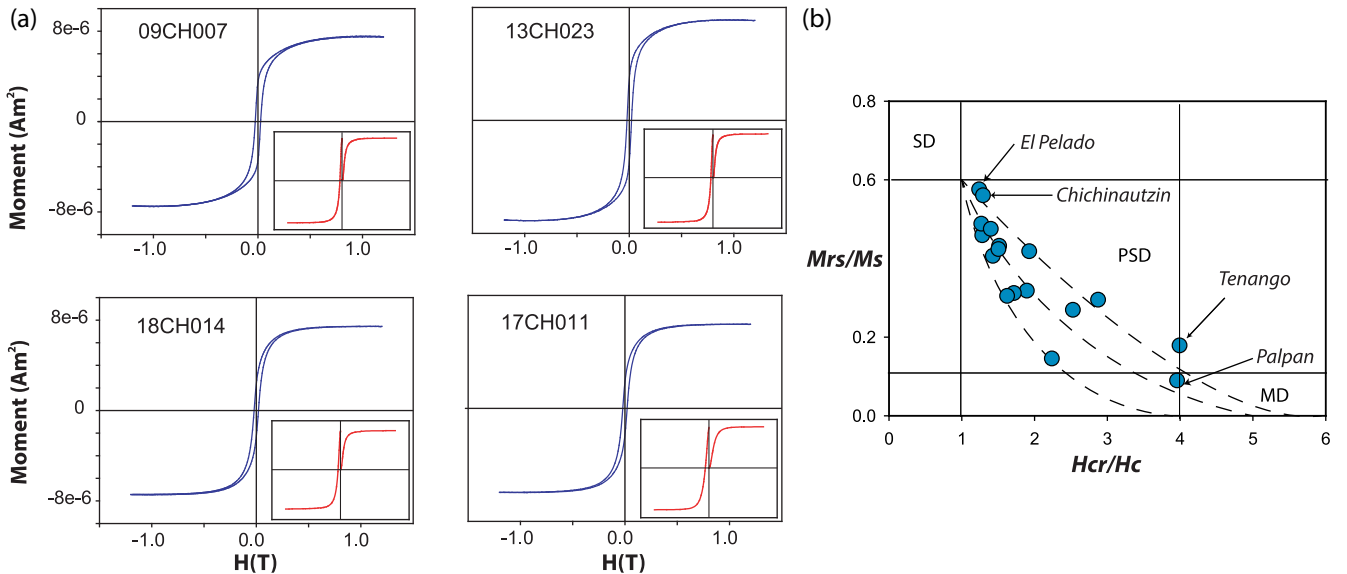 (a)
09CH007
13CH023
Moment (Am²)
8e-6
0
-8e-6
-1.0 0.0 1.0
-1.0 0.0 1.0
18CH014
17CH011
Moment (Am²)
8e-6
0
-8e-6
-1.0 0.0 1.0
-1.0 0.0 1.0
H(T)
H(T)
(b)
0.8
SD
El Pelado
0.6
Chichinautzin
Mrs/Ms
PSD
Tenango
0.2
Palpan
MD
0.0
0 1 2 3 4 5 6
Hcr/Hc